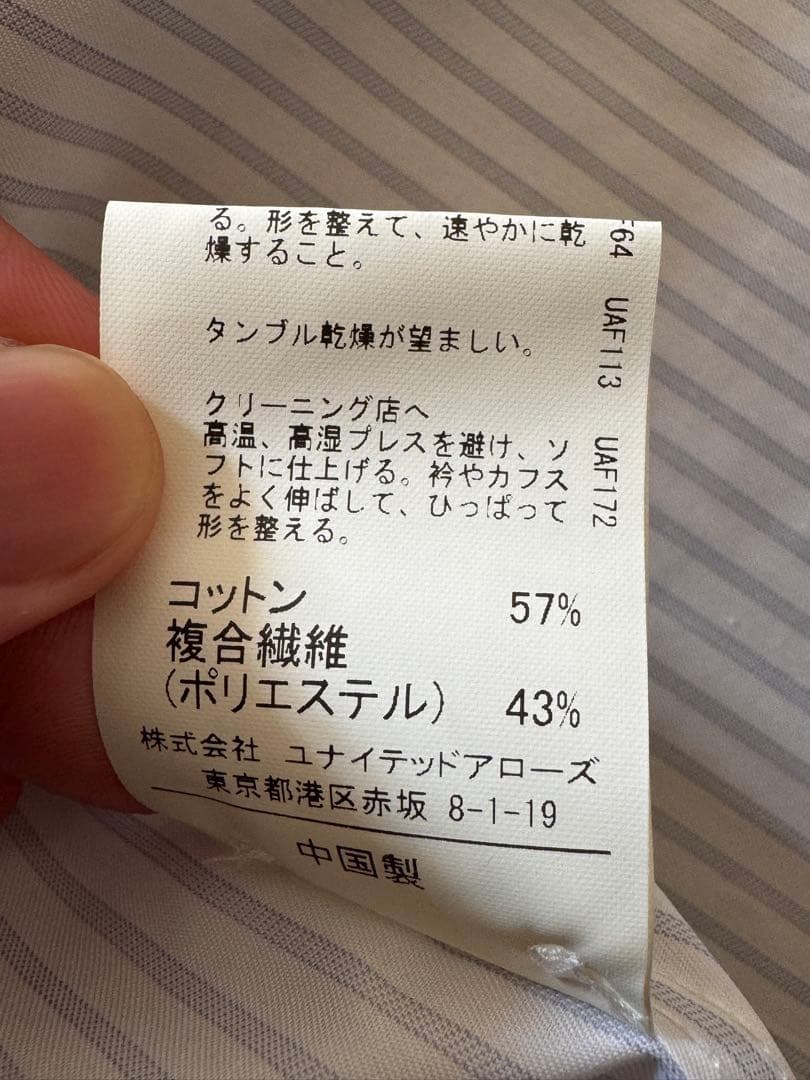 る。形を整えて、速やかに乾
燥すること。
タンブル乾燥が望ましい。
クリーニング店へ
高温、高湿プレスを避け、ソ
フトに仕上げる。衿やカフス
をよく伸ばして、ひっぱって
形を整える。
コットン 57%
複合繊維
(ポリエステル) 43%
株式会社 ユナイテッドアローズ
東京都港区赤坂 8-1-19
中国製
64 UAF113 UAF172